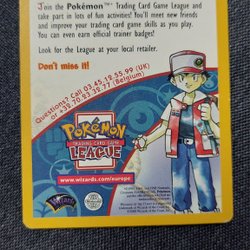 Join the Pokémon™ Trading Card Game League and
take part in lots of fun activities! You'll meet new friends
and improve your trading card game skills as you play.
You can even earn official trainer badges!
Look for the League at your local retailer.
Don't miss it!
Questions? Call 03.45.19.55.99 (UK)
or +32.70.23.32.77 (Belgium)
POKÉMON
TRADING CARD GAME
LEAGUE
www.wizards.com/europe
Wizards